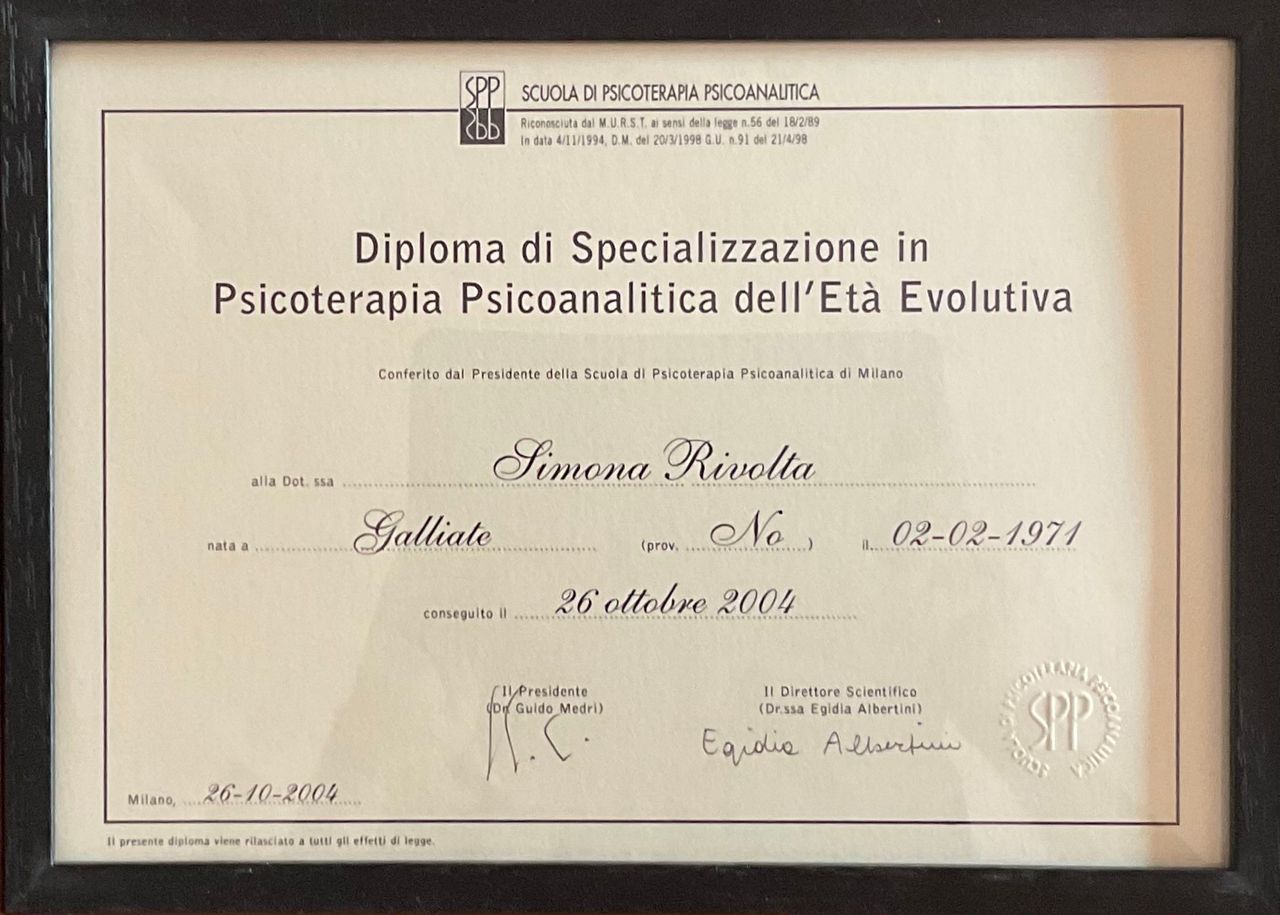 SPP
SCUOLA DI PSICOTERAPIA PSICOANALITICA
Riconosciuta dal M.U.R.S.T. ai sensi della legge n.56 del 18/2/89
in data 4/11/1994, D.M. del 20/3/1998 G.U. n.91 del 21/4/98
Diploma di Specializzazione in
Psicoterapia Psicoanalitica dell'Età Evolutiva
Conferito dal Presidente della Scuola di Psicoterapia Psicoanalitica di Milano
alla Dot. ssa Simona Rivolta
nata a Galliate (prov. No) il 02-02-1971
conseguito il 26 ottobre 2004
Il Presidente Il Direttore Scientifico
(Dr. Guido Medri) (Dr.ssa Egidia Albertini)
Egidia Albertini
SCUOLA DI PSICOTERAPIA PSICOANALITICA
SPP
Milano, 26-10-2004
Il presente diploma viene rilasciato a tutti gli effetti di legge.